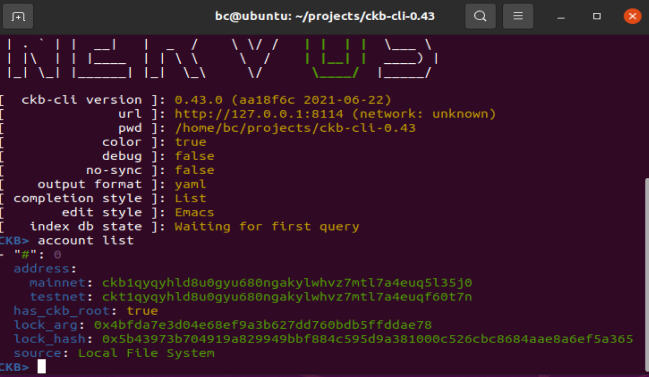 bc@ubuntu: ~/projects/ckb-cli-0.43
[ ckb-cli version ]: 0.43.0 (aa18f6c 2021-06-22)
[ url ]: http://127.0.0.1:8114 (network: unknown)
[ pwd ]: /home/bc/projects/ckb-cli-0.43
[ color ]: true
[ debug ]: false
[ no-sync ]: false
[ output format ]: yaml
[ completion style ]: List
[ edit style ]: Emacs
[ index db state ]: Waiting for first query
CKB> account list
- "#": 0
address:
mainnet: ckb1qyqyhld8u0gyu680ngakylwhvz7mtl7a4euq5l35j0
testnet: ckt1qyqyhld8u0gyu680ngakylwhvz7mtl7a4euqf60t7n
has_ckb_root: true
lock_arg: 0x4bfda7e3d04e68ef9a3b627dd760bdb5ffddae78
lock_hash: 0x5b43973b704919a829949bbf884c595d9a381000c526cbc8684aae8a6ef5a365
source: Local File System
CKB>